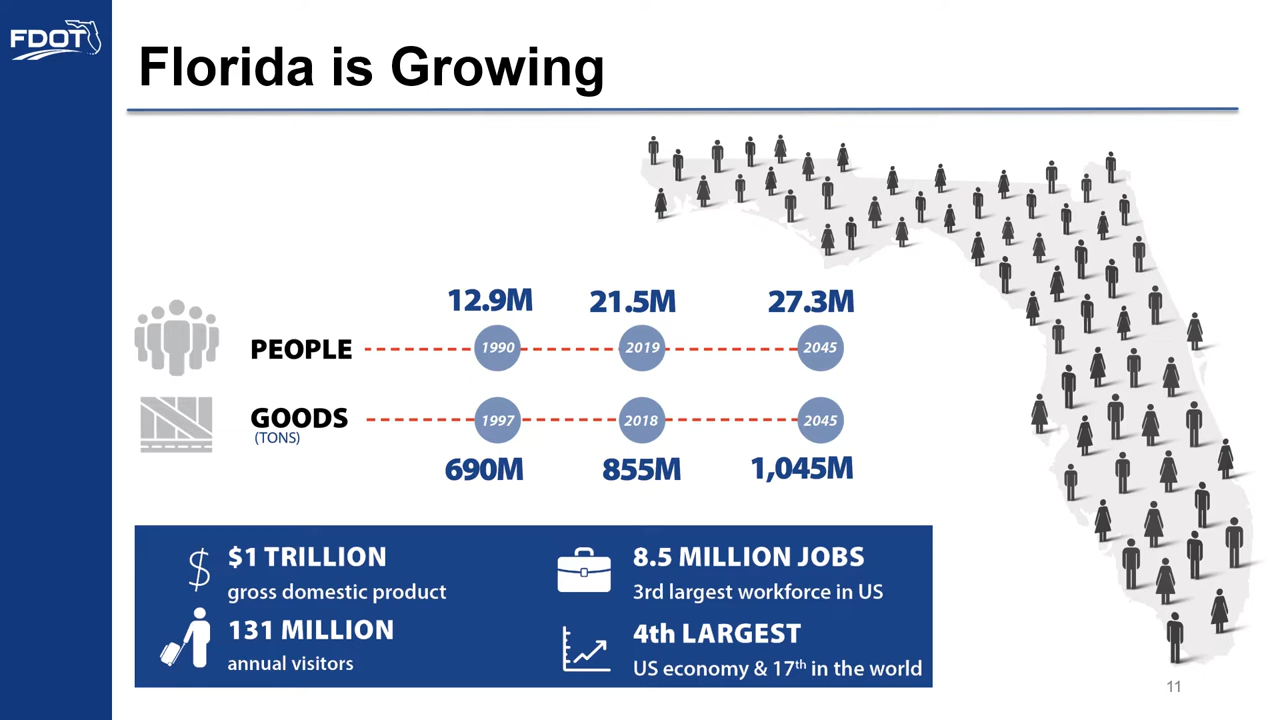 FDOT
Florida is Growing
12.9M 21.5M 27.3M
PEOPLE 1990 2019 2045
GOODS 1997 2018 2045
(TONS)
690M 855M 1,045M
$1 TRILLION
gross domestic product
8.5 MILLION JOBS
3rd largest workforce in US
131 MILLION
annual visitors
4th LARGEST
US economy & 17th in the world
11